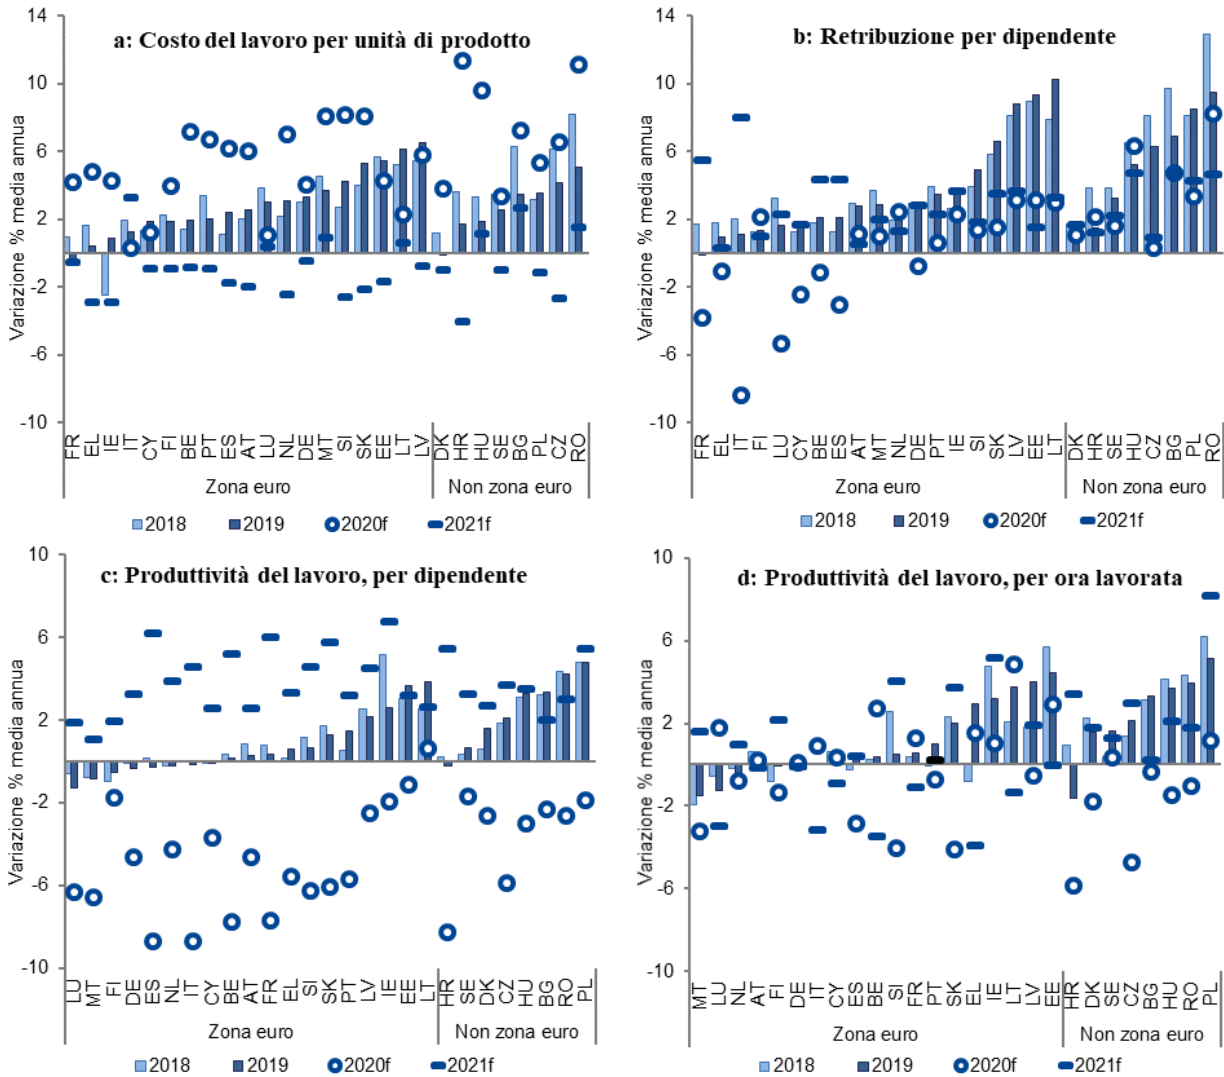 a: Costo del lavoro per unità di prodotto
Variazione % media annua
14
10
6
2
-2
-6
-10
FR EL IE IT CY FI BE PT ES AT LU NL DE MT SI SK EE LT LV DK HR HU SE BG PL CZ RO
Zona euro Non zona euro
2018 2019 2020f 2021f
b: Retribuzione per dipendente
Variazione % media annua
14
10
6
2
-2
-6
-10
FR EL IT FI LU CY BE ES AT MT NL DE PT IE SI SK LV EE LT DK HR SE HU CZ BG PL RO
Zona euro Non zona euro
2018 2019 2020f 2021f
c: Produttività del lavoro, per dipendente
Variazione % media annua
10
6
2
-2
-6
-10
LU MT FI DE ES NL IT CY BE AT FR EL SI SK PT LV IE EE LT HR SE DK CZ HU BG RO PL
Zona euro Non zona euro
2018 2019 2020f 2021f
d: Produttività del lavoro, per ora lavorata
Variazione % media annua
10
6
2
-2
-6
-10
MT LU NL AT FI DE IT CY ES BE SI FR PT SK EL IE LT LV EE HR DK SE CZ BG HU RO PL
Zona euro Non zona euro
2018 2019 2020f 2021f